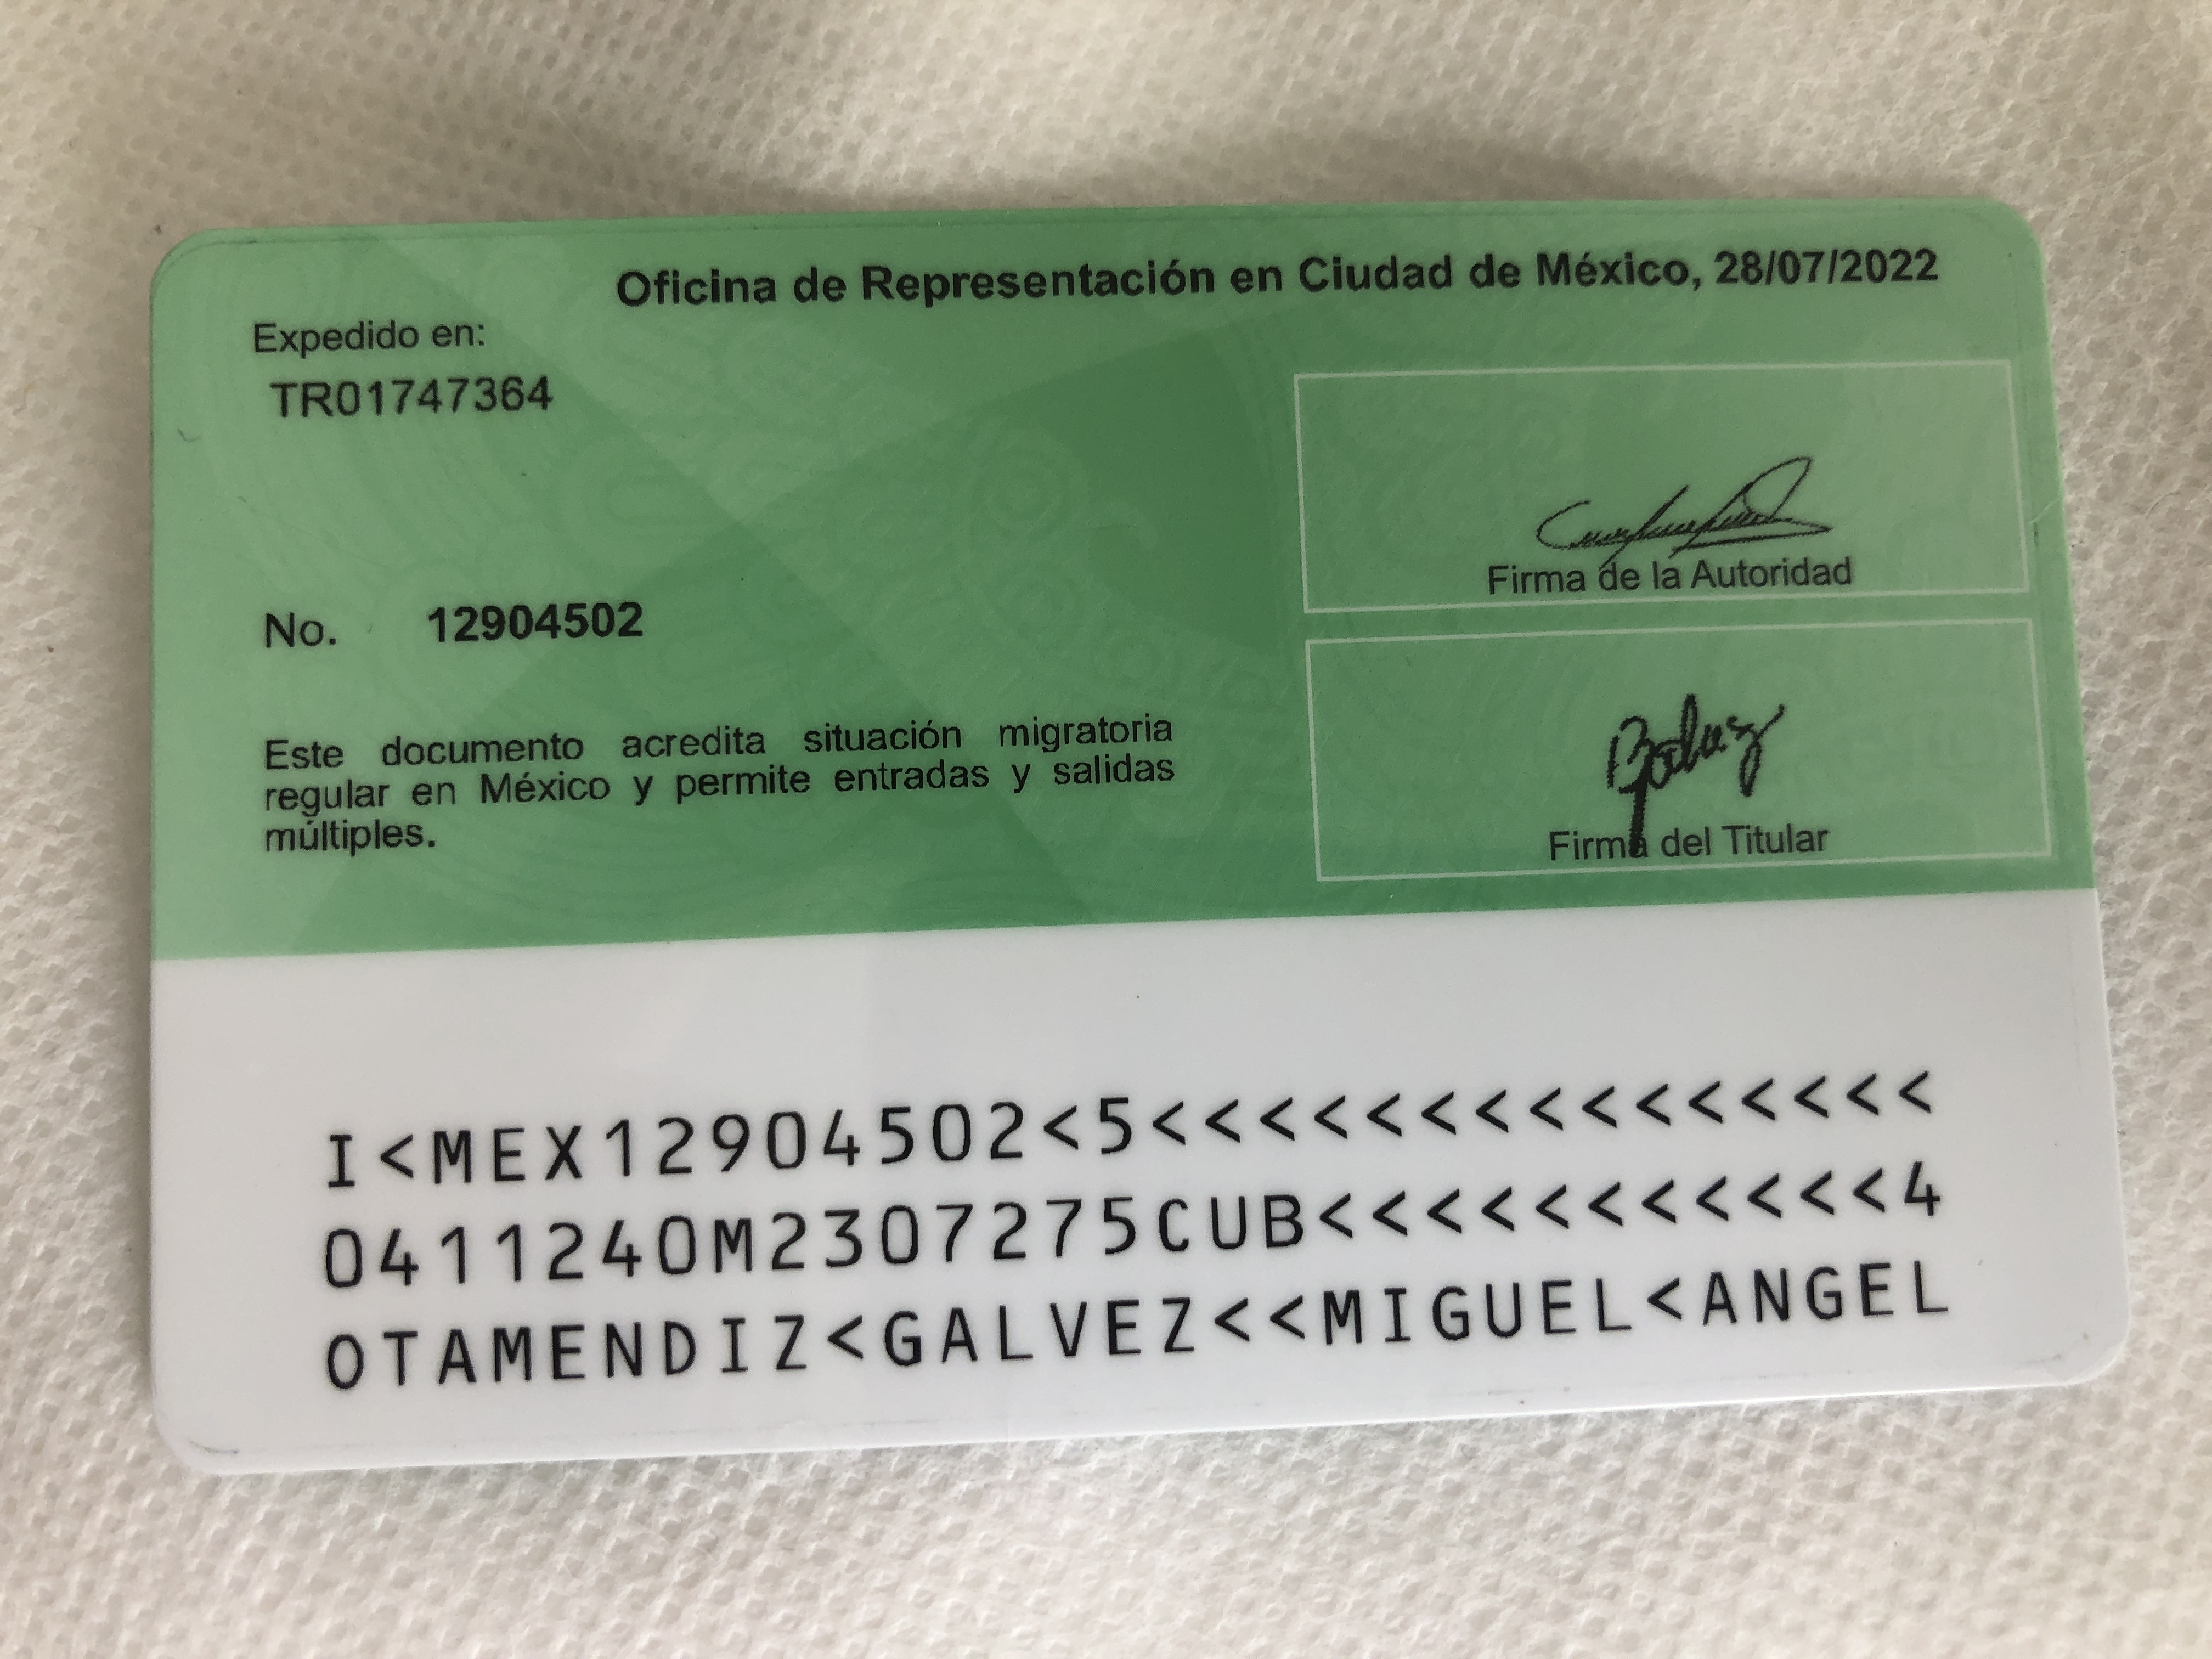 Oficina de Representación en Ciudad de México, 28/07/2022
Expedido en:
TR01747364
Firma de la Autoridad
No. 12904502
Este documento acredita situación migratoria
regular en México y permite entradas y salidas
múltiples.
Firma del Titular
I<MEX12904502<5<<<<<<<<<<<<<<<
0411240M2307275CUB<<<<<<<<<<<4
OTAMENDIZ<GALVEZ<<MIGUEL<ANGEL